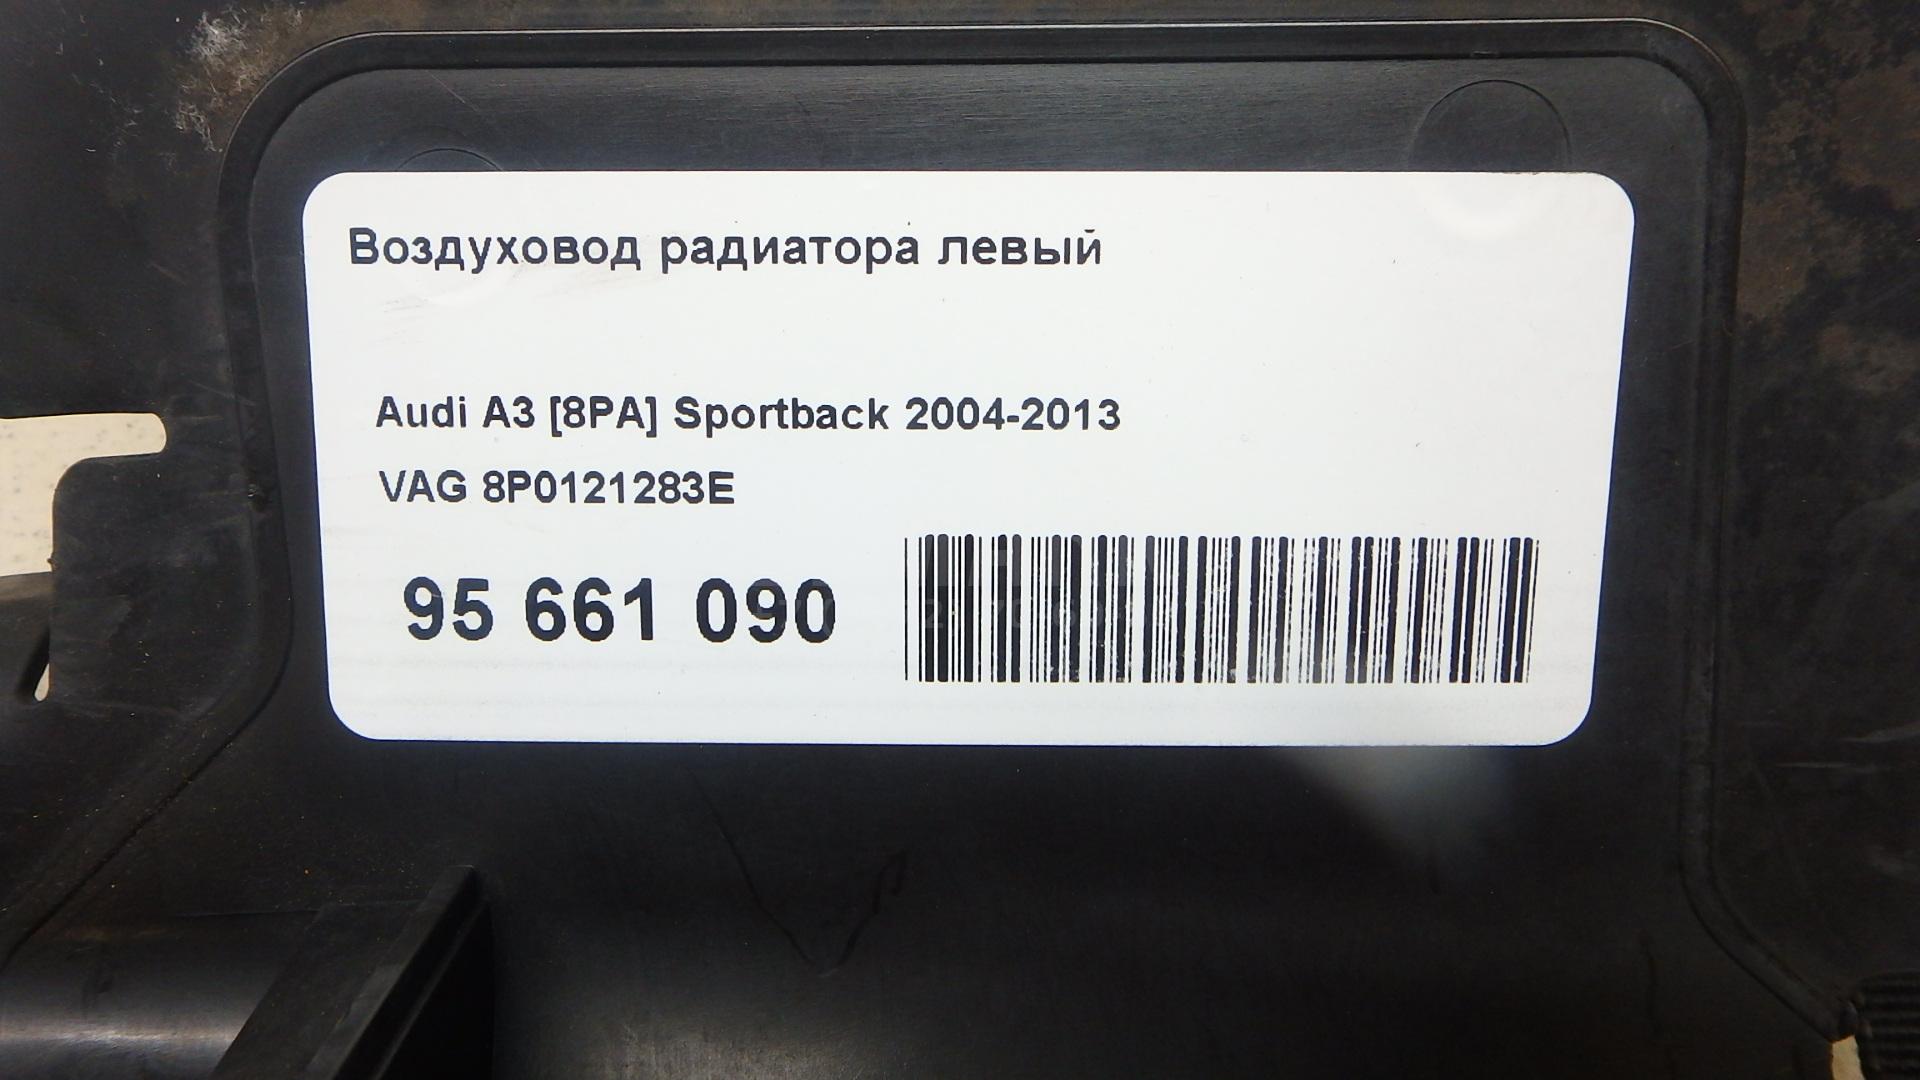 Воздуховод радиатора левый
Audi A3 [8PA] Sportback 2004-2013
VAG 8P0121283E
95 661 090